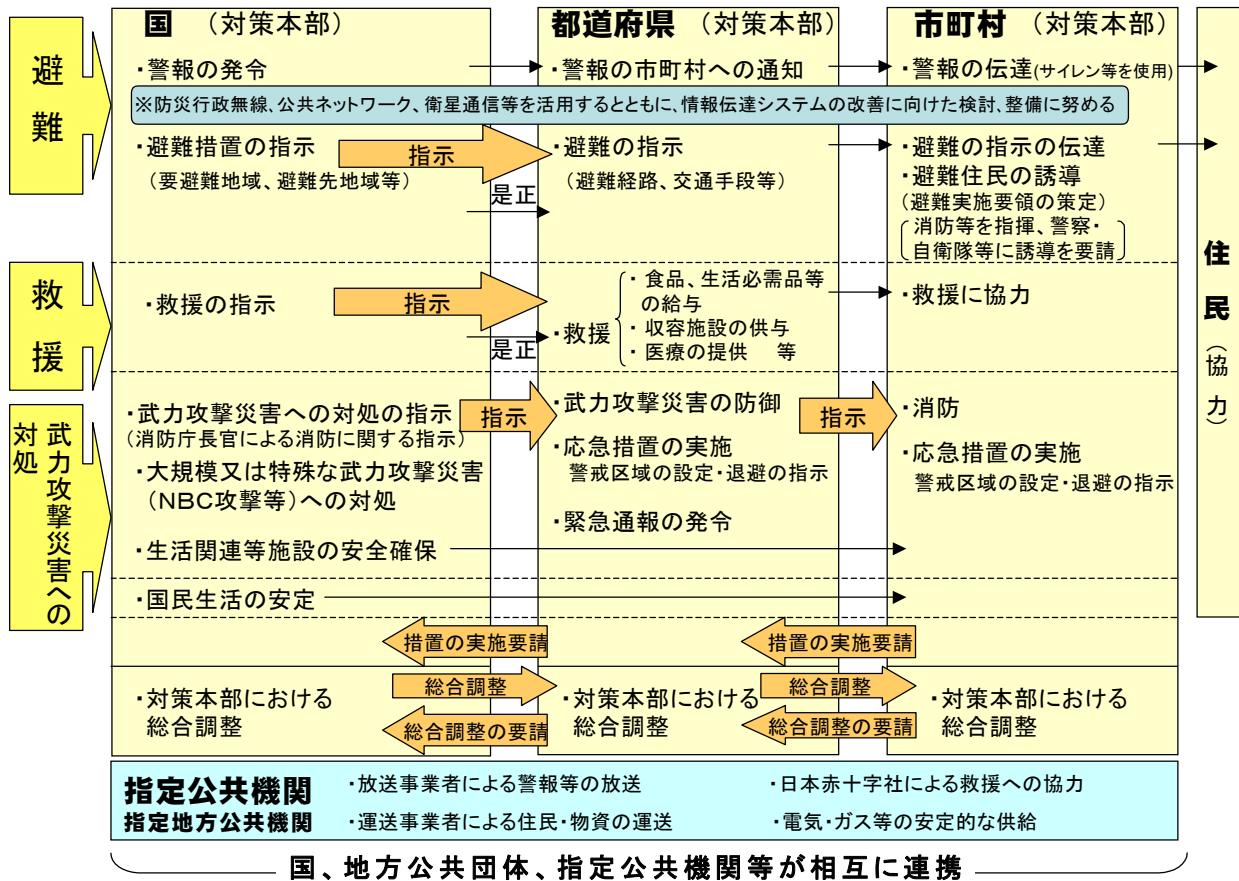 国 (対策本部)
都道府県 (対策本部)
市町村 (対策本部)
避難
・警報の発令
・警報の市町村への通知
・警報の伝達(サイレン等を使用)
※防災行政無線、公共ネットワーク、衛星通信等を活用するとともに、情報伝達システムの改善に向けた検討、整備に努める
・避難措置の指示
(要避難地域、避難先地域等)
指示
是正
・避難の指示
(避難経路、交通手段等)
・避難の指示の伝達
・避難住民の誘導
(避難実施要領の策定)
消防等を指揮、警察・
自衛隊等に誘導を要請
救援
・救援の指示
指示
是正
・救援
・食品、生活必需品等
の給与
・収容施設の供与
・医療の提供 等
・救援に協力
住民(協力)
武力攻撃災害への
対処
・武力攻撃災害への対処の指示
(消防庁長官による消防に関する指示)
・大規模又は特殊な武力攻撃災害
(NBC攻撃等)への対処
・生活関連等施設の安全確保
指示
・武力攻撃災害の防御
・応急措置の実施
警戒区域の設定・退避の指示
・緊急通報の発令
指示
・消防
・応急措置の実施
警戒区域の設定・退避の指示
・国民生活の安定
措置の実施要請
措置の実施要請
・対策本部における
総合調整
総合調整
総合調整の要請
・対策本部における
総合調整
総合調整
総合調整の要請
・対策本部における
総合調整
指定公共機関
指定地方公共機関
・放送事業者による警報等の放送
・日本赤十字社による救援への協力
・運送事業者による住民・物資の運送
・電気・ガス等の安定的な供給
国、地方公共団体、指定公共機関等が相互に連携